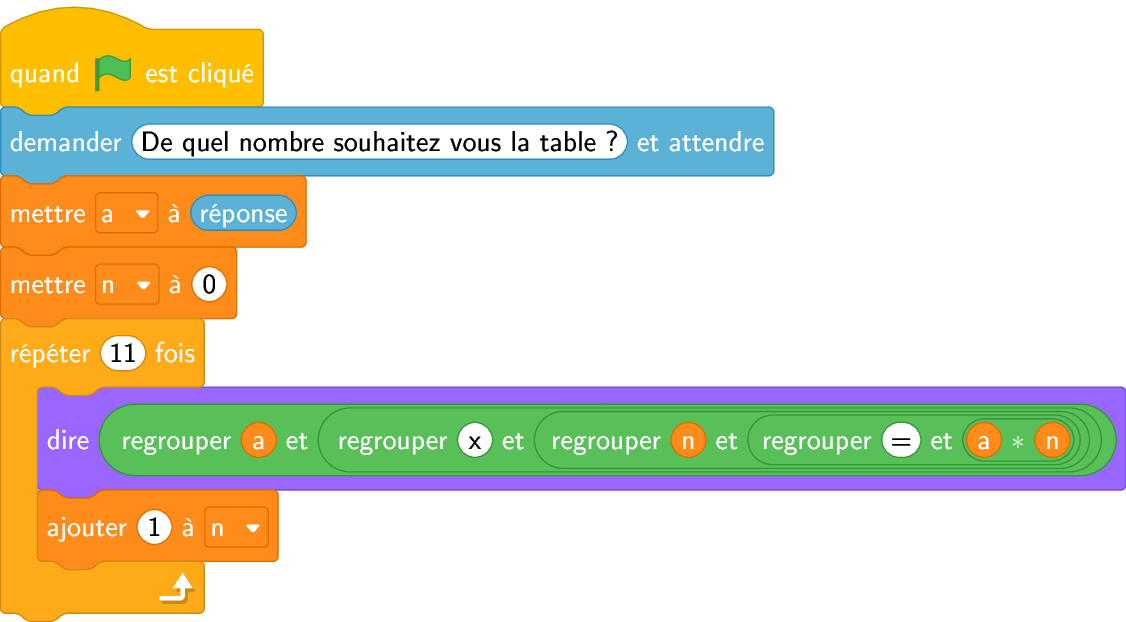 quand est cliqué
demander De quel nombre souhaitez vous la table ? et attendre
mettre a à réponse
mettre n à 0
répéter 11 fois
dire regrouper a et regrouper x et regrouper n et regrouper = et a * n
ajouter 1 à n